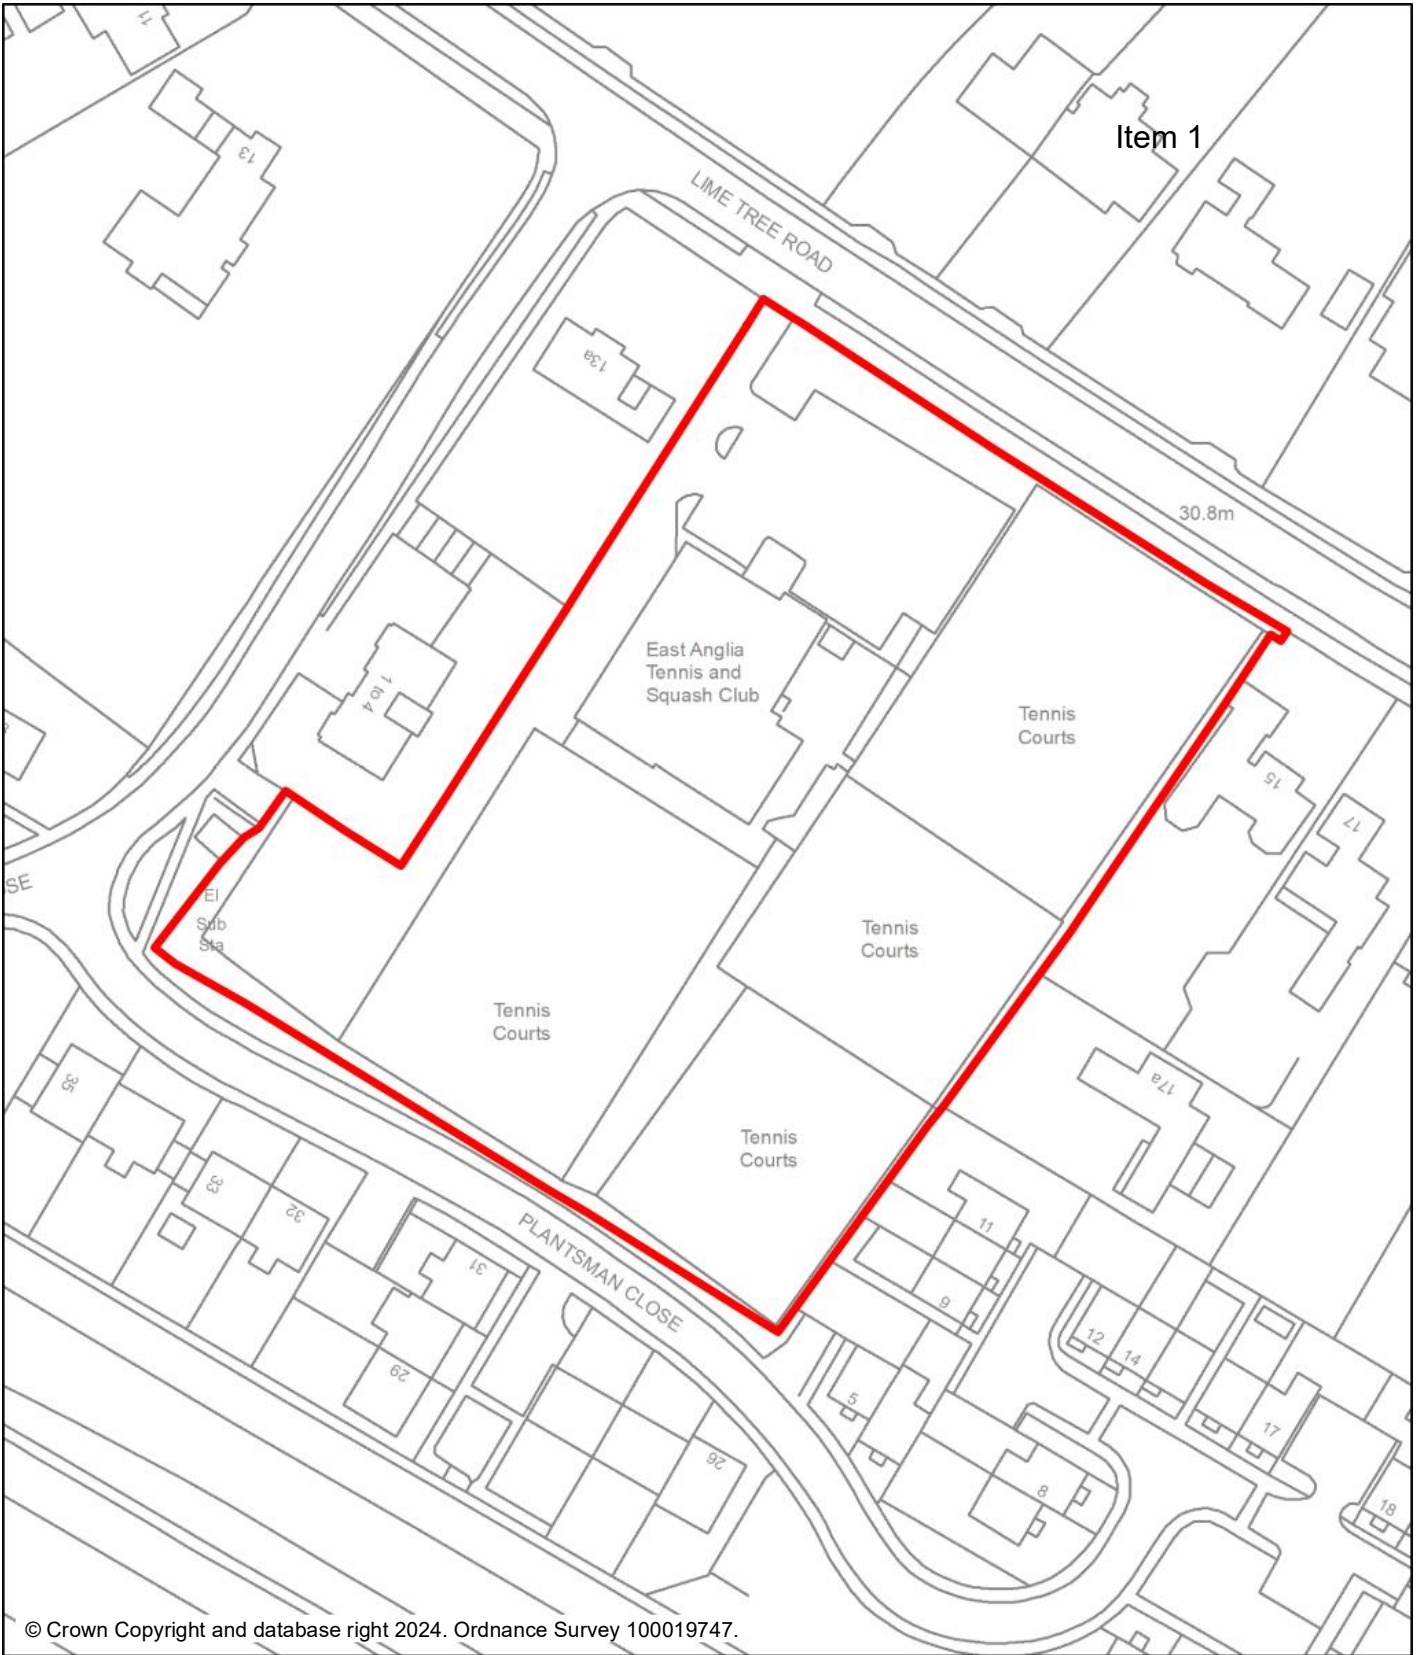 11
13
Item 1
LIME TREE ROAD
13a
30.8m
East Anglia
Tennis and
Squash Club
1 to 4
Tennis
Courts
15
17
SE
El
Sub
Sta
Tennis
Courts
Tennis
Courts
35
17a
Tennis
Courts
33
32
11
PLANTSMAN CLOSE
31
9
12
14
29
5
17
26
8
18
© Crown Copyright and database right 2024. Ordnance Survey 100019747.